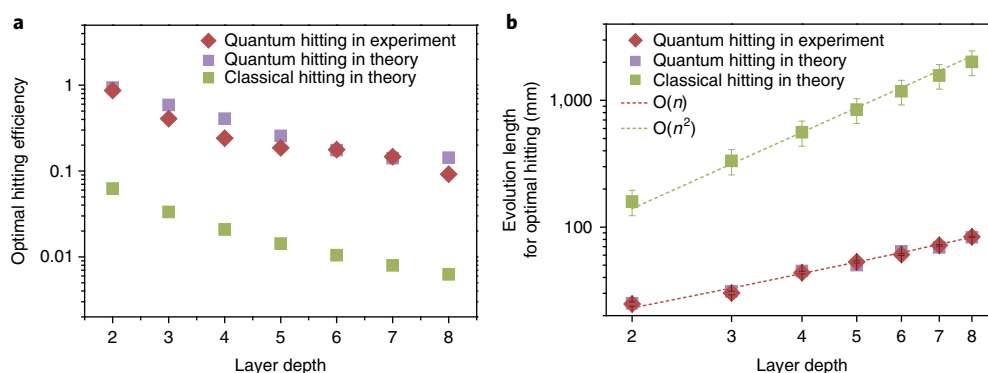 a
Quantum hitting in experiment
Quantum hitting in theory
Classical hitting in theory
Optimal hitting efficiency
1
0.1
0.01
2 3 4 5 6 7 8
Layer depth
b
Quantum hitting in experiment
Quantum hitting in theory
Classical hitting in theory
O(n)
O(n²)
Evolution length
for optimal hitting (mm)
1,000
100
2 3 4 5 6 7 8
Layer depth